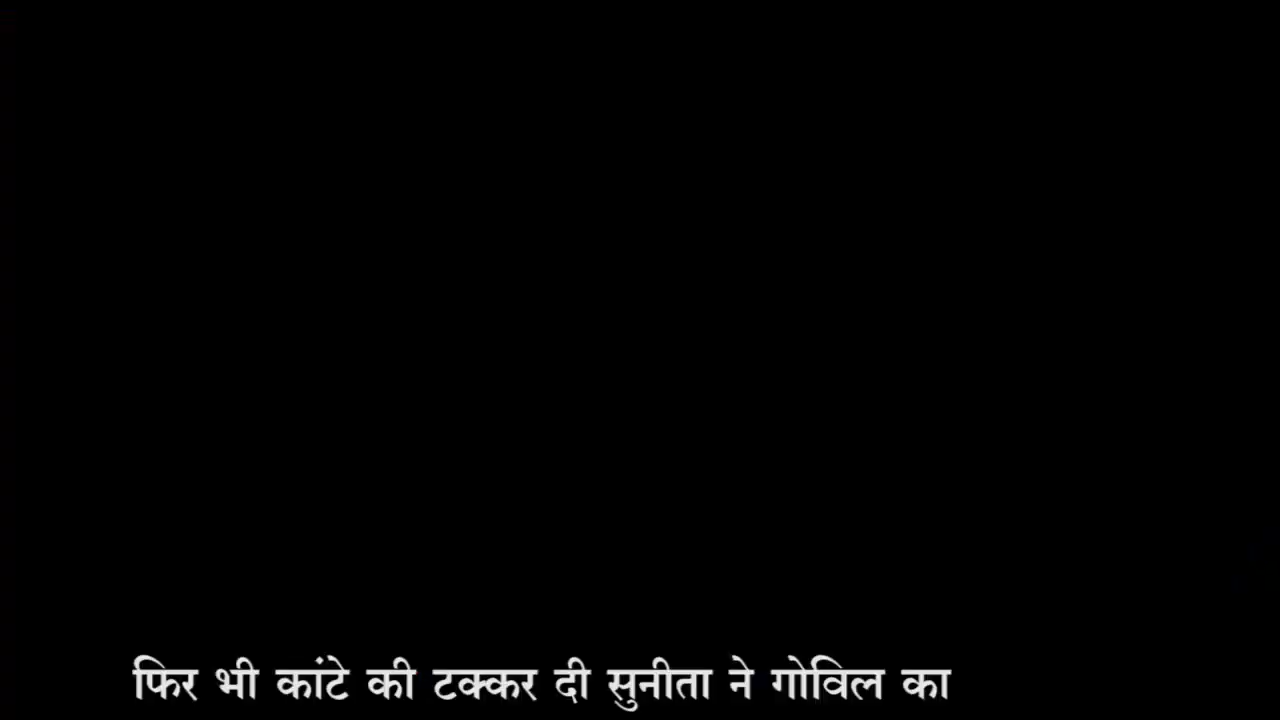 फिर भी कांटे की टक्कर दी सुनीता ने गोविल का